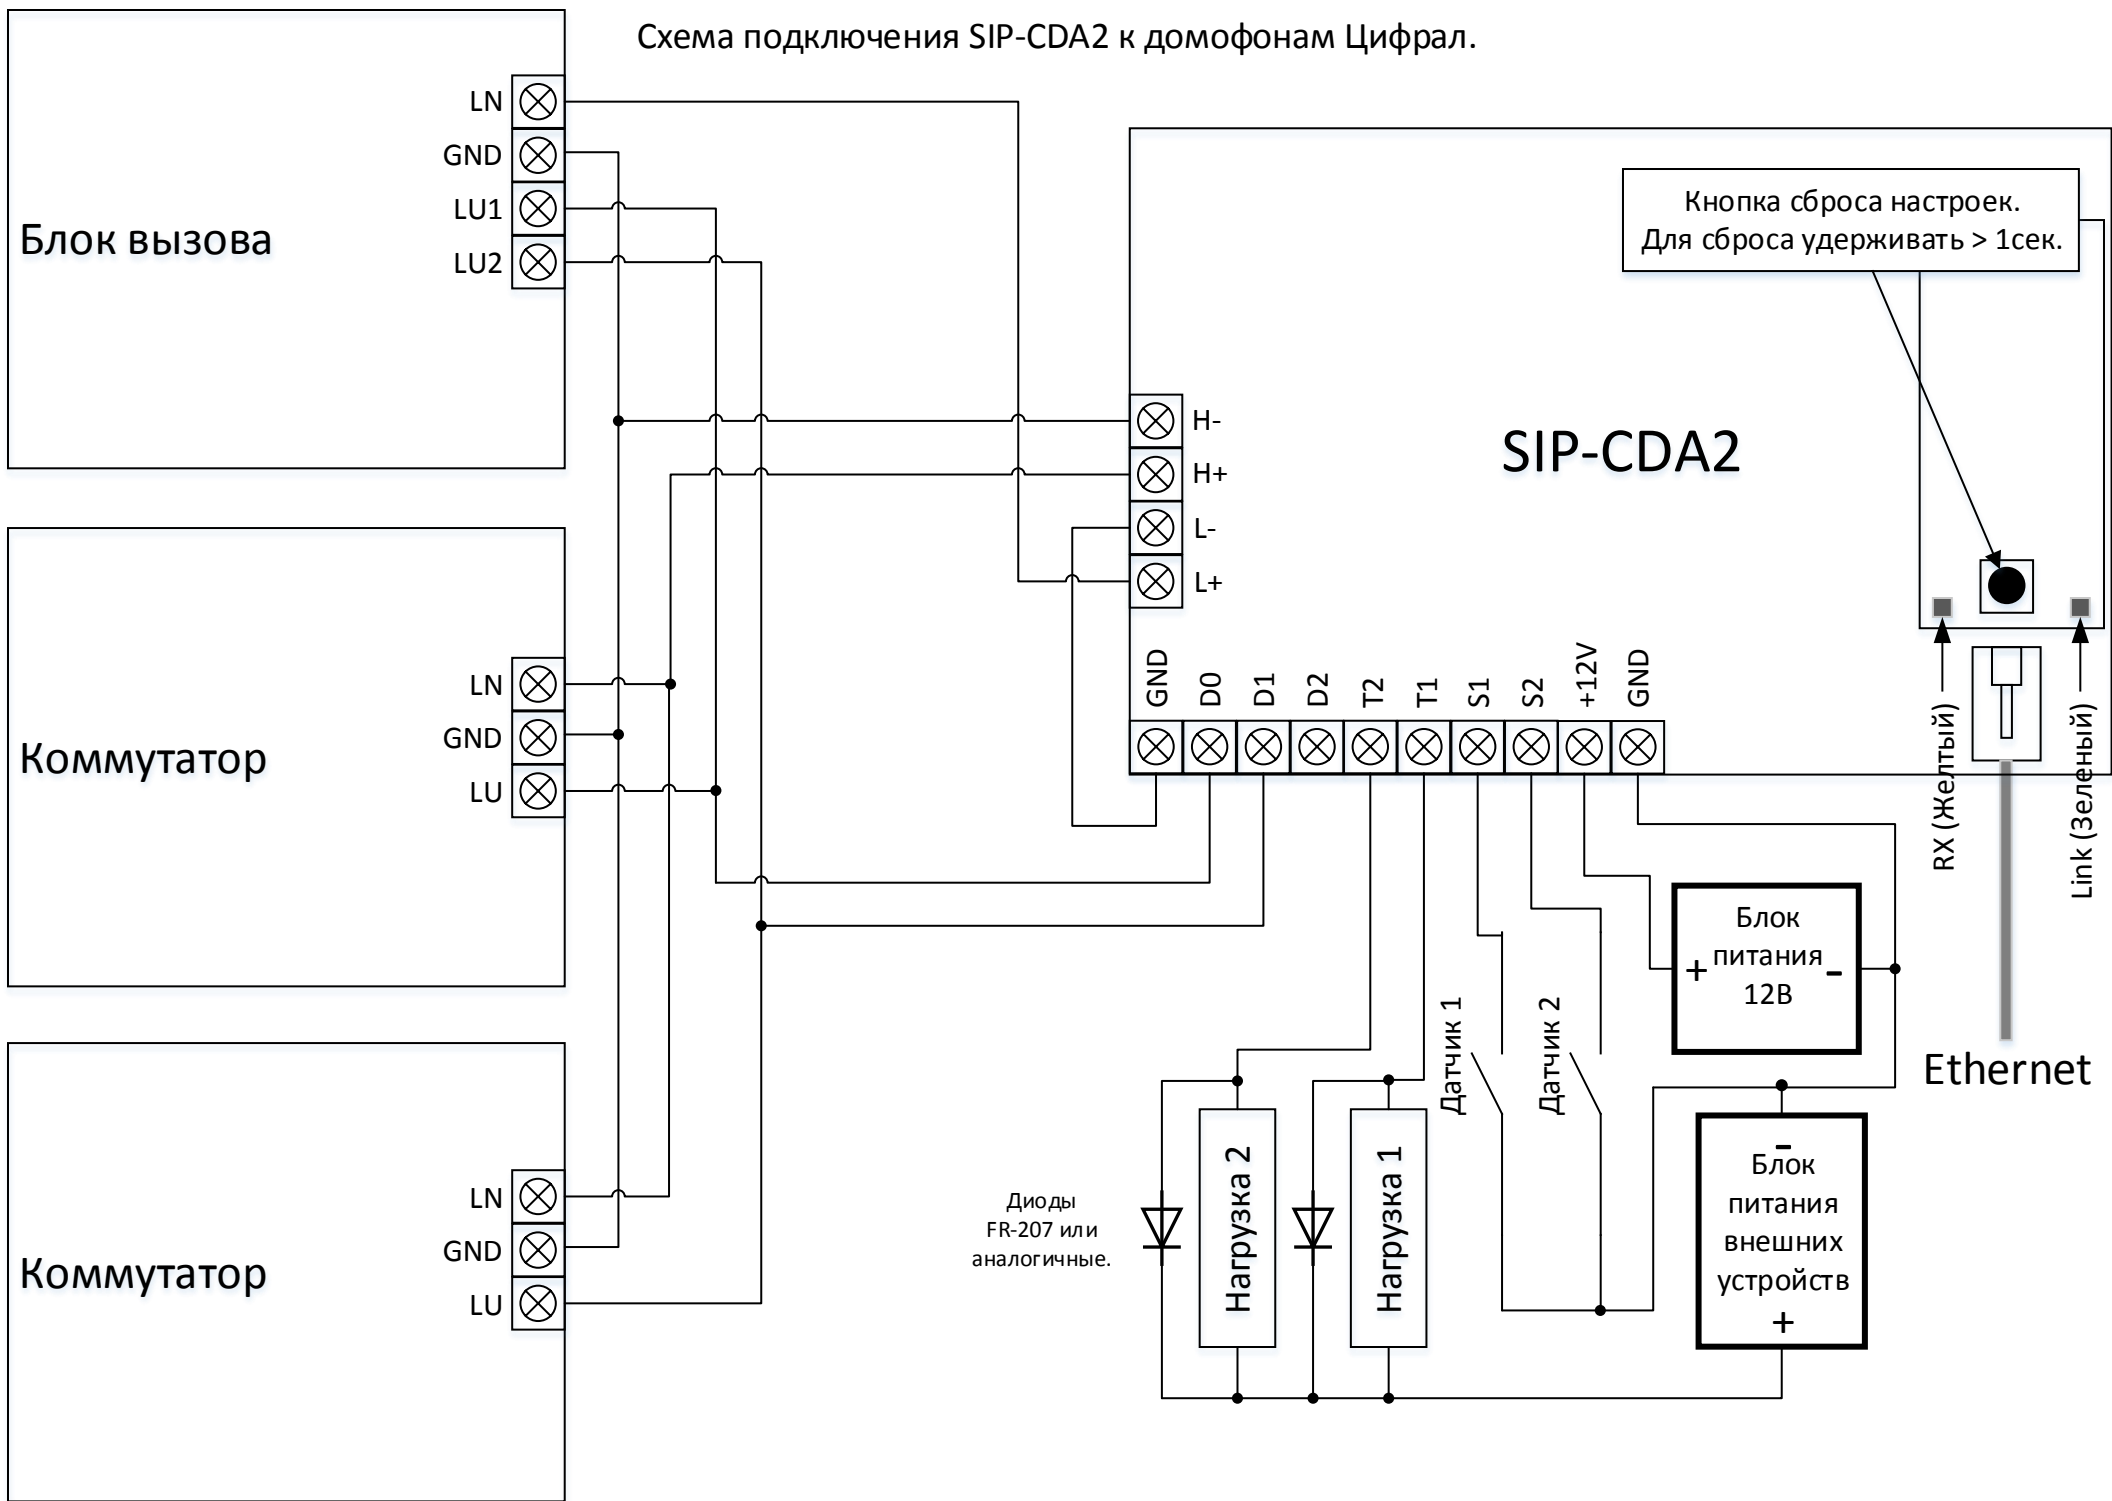 Схема подключения SIP-CDA2 к домофонам Цифрал.
LN
GND
LU1
LU2
Блок вызова
Кнопка сброса настроек.
Для сброса удерживать > 1сек.
H-
H+
L-
L+
SIP-CDA2
LN
GND
LU
Коммутатор
GND
D0
D1
D2
T2
T1
S1
S2
+12V
GND
RX (Желтый)
Link (Зеленый)
Блок
питания
12В
+
-
Ethernet
Датчик 1
Датчик 2
LN
GND
LU
Коммутатор
Диоды
FR-207 или
аналогичные.
Нагрузка 2
Нагрузка 1
-
Блок
питания
внешних
устройств
+